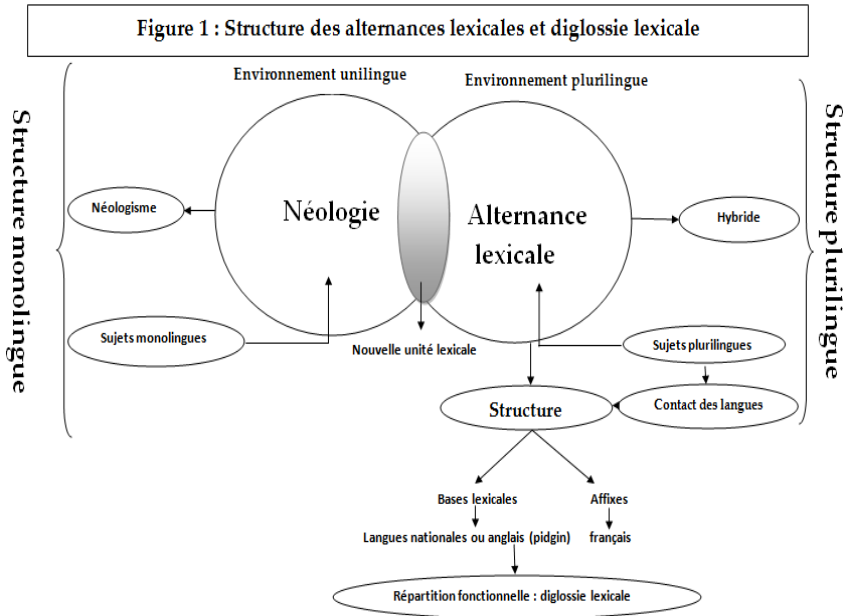 Figure 1 : Structure des alternances lexicales et diglossie lexicale
Environnement unilingue
Environnement plurilingue
Structure monolingue
Structure plurilingue
Néologisme
Néologie
Alternance
lexicale
Hybride
Sujets monolingues
Nouvelle unité lexicale
Sujets plurilingues
Structure
Contact des langues
Bases lexicales
Affixes
Langues nationales ou anglais (pidgin)
français
Répartition fonctionnelle : diglossie lexicale